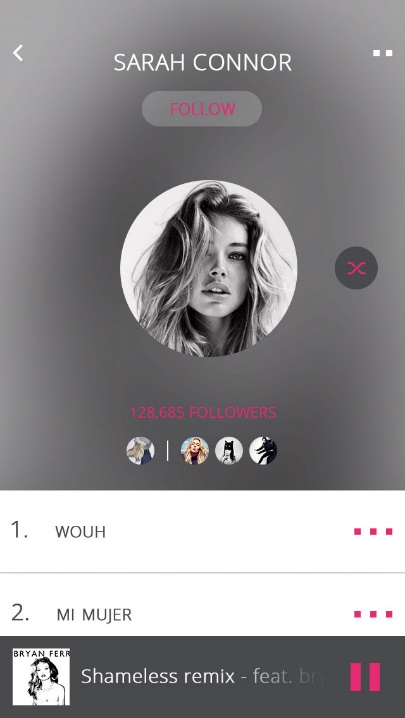 SARAH CONNOR
FOLLOW
128,685 FOLLOWERS
1. WOUH
2. MI MUJER
BRYAN FERR
Shameless remix - feat. bry